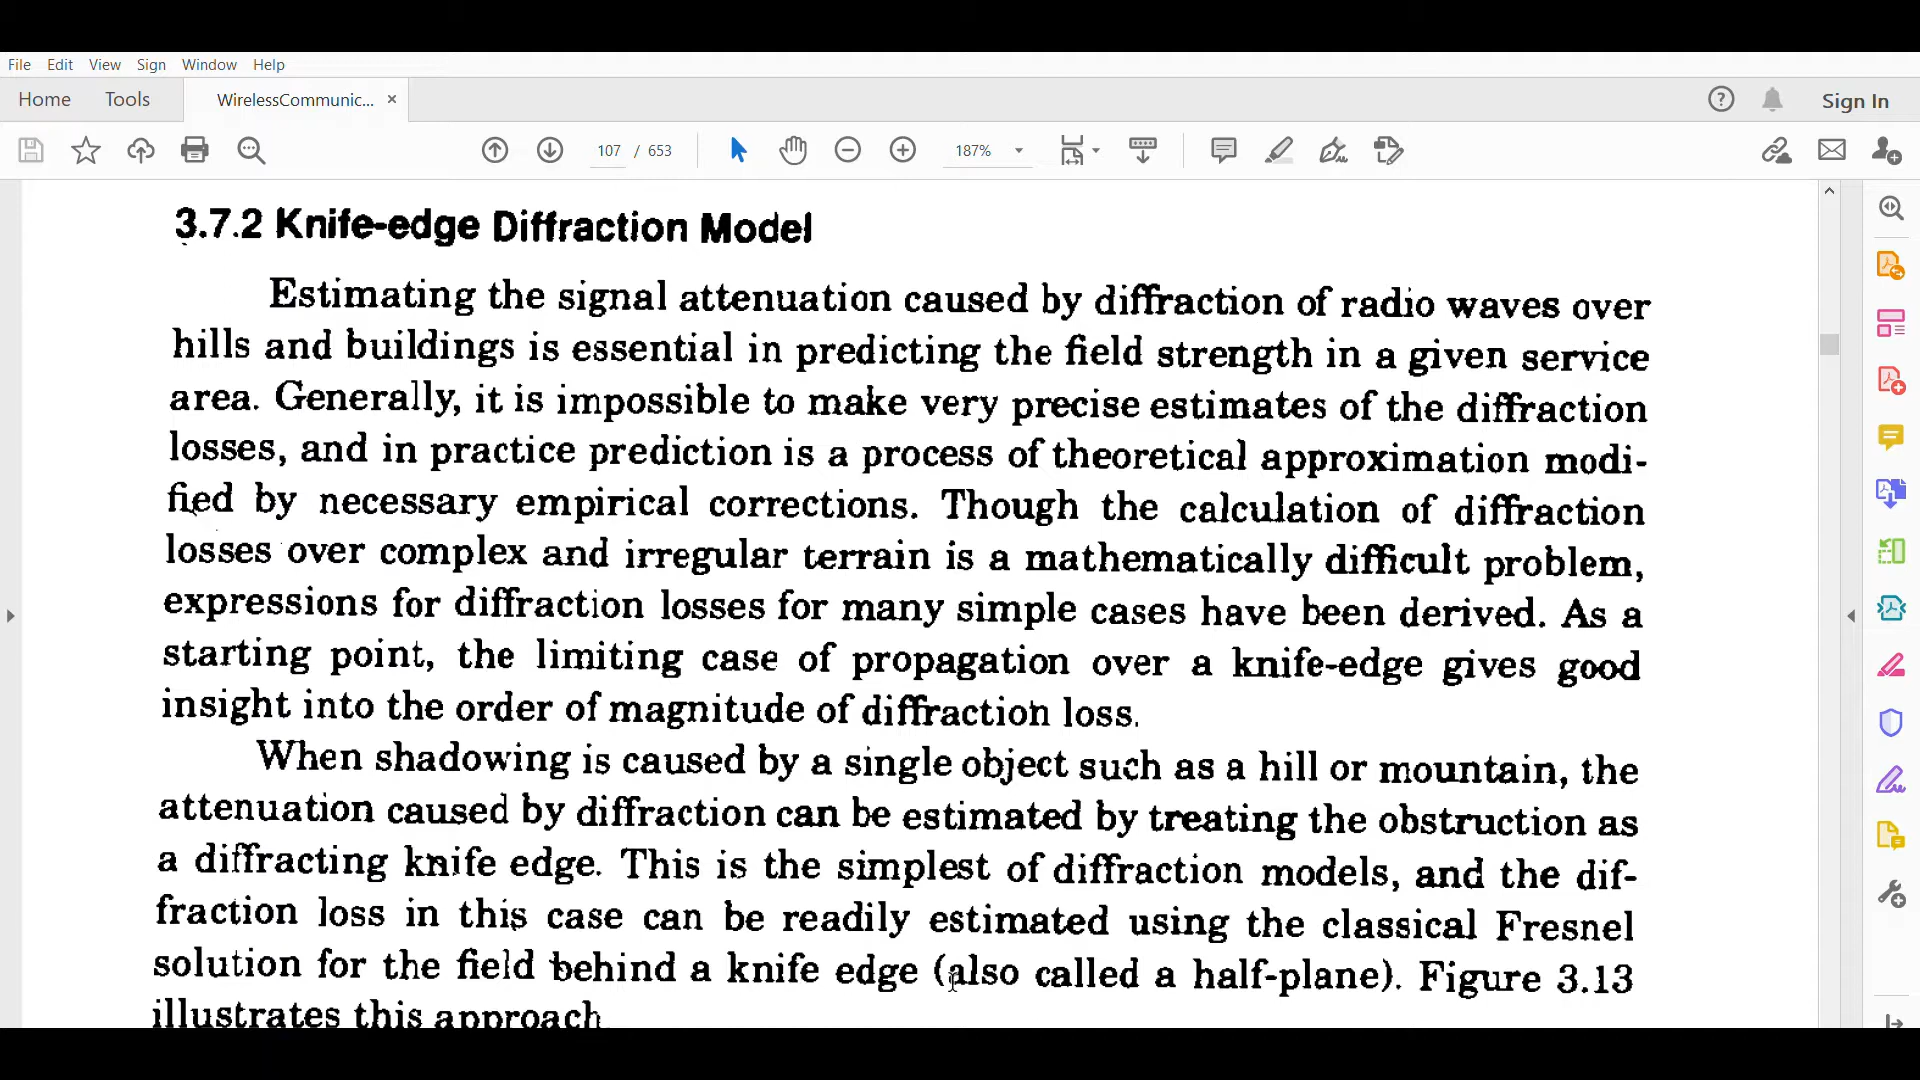 File Edit View Sign Window Help
Home Tools WirelessCommunic... × Sign In
107 / 653 187%
3.7.2 Knife-edge Diffraction Model
Estimating the signal attenuation caused by diffraction of radio waves over
hills and buildings is essential in predicting the field strength in a given service
area. Generally, it is impossible to make very precise estimates of the diffraction
losses, and in practice prediction is a process of theoretical approximation modi-
fied by necessary empirical corrections. Though the calculation of diffraction
losses over complex and irregular terrain is a mathematically difficult problem,
expressions for diffraction losses for many simple cases have been derived. As a
starting point, the limiting case of propagation over a knife-edge gives good
insight into the order of magnitude of diffraction loss.
When shadowing is caused by a single object such as a hill or mountain, the
attenuation caused by diffraction can be estimated by treating the obstruction as
a diffracting knife edge. This is the simplest of diffraction models, and the dif-
fraction loss in this case can be readily estimated using the classical Fresnel
solution for the field behind a knife edge (also called a half-plane). Figure 3.13
illustrates this approach